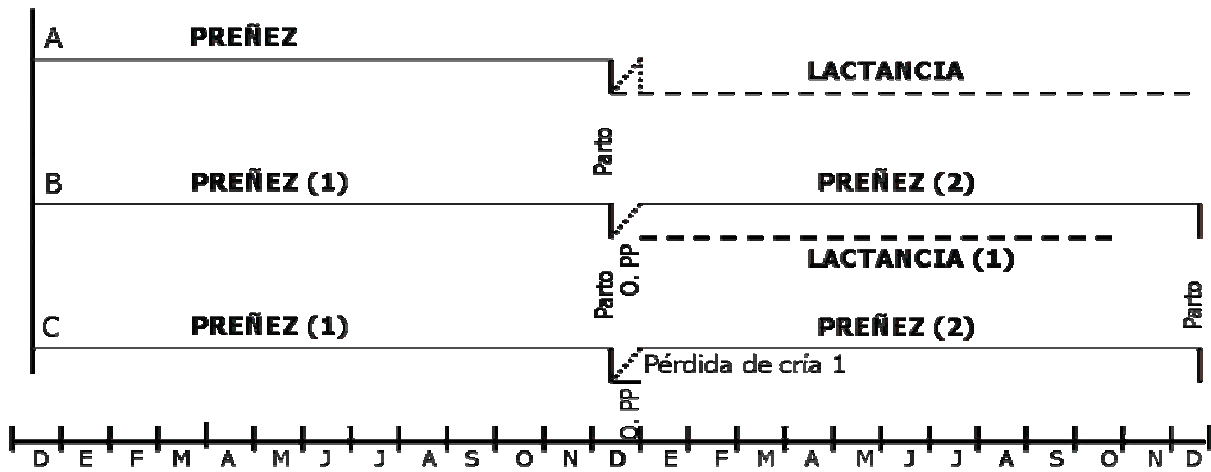 A PREÑEZ
LACTANCIA
Parto
B PREÑEZ (1) PREÑEZ (2)
LACTANCIA (1)
Parto
O. PP
Parto
C PREÑEZ (1) PREÑEZ (2)
Pérdida de cría 1
O. PP
D E F M A M J J A S O N D E F M A M J J A S O N D